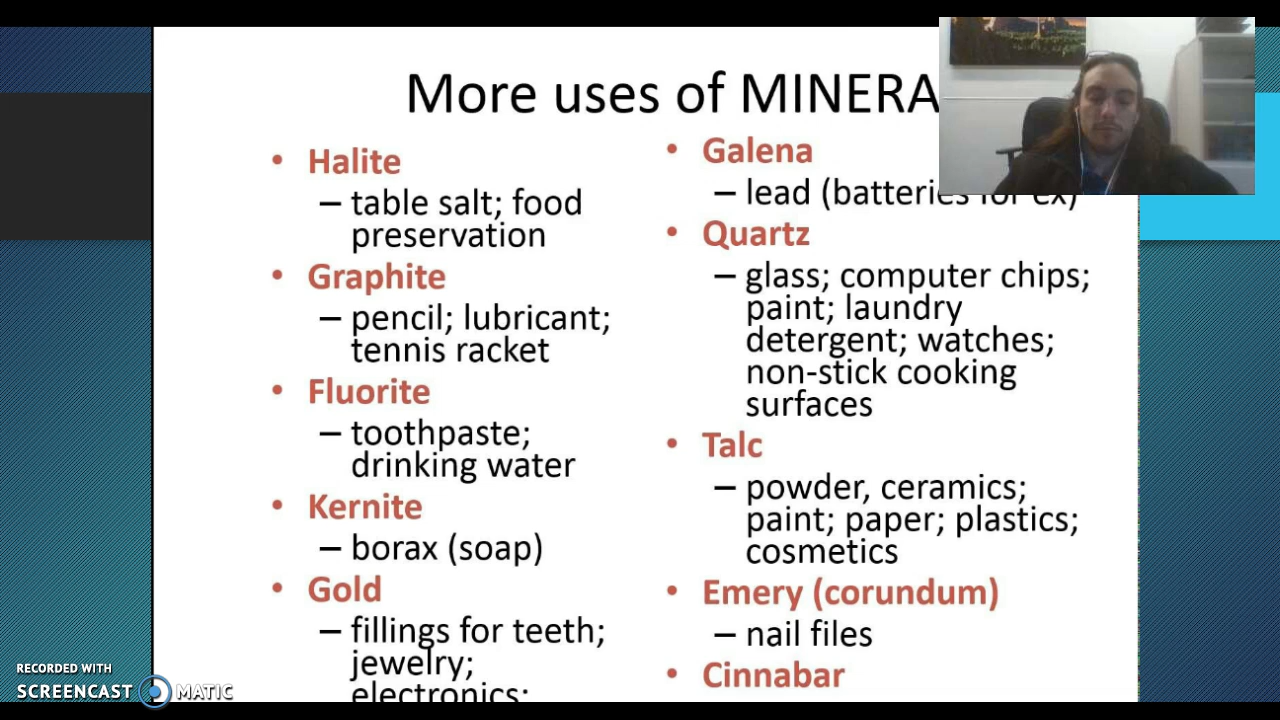 More uses of MINERA
• Halite
– table salt; food
preservation
• Graphite
– pencil; lubricant;
tennis racket
• Fluorite
– toothpaste;
drinking water
• Kernite
– borax (soap)
• Gold
– fillings for teeth;
jewelry;
electronics;
• Galena
– lead (batteries for ex)
• Quartz
– glass; computer chips;
paint; laundry
detergent; watches;
non-stick cooking
surfaces
• Talc
– powder, ceramics;
paint; paper; plastics;
cosmetics
• Emery (corundum)
– nail files
• Cinnabar
RECORDED WITH
SCREENCAST MATIC